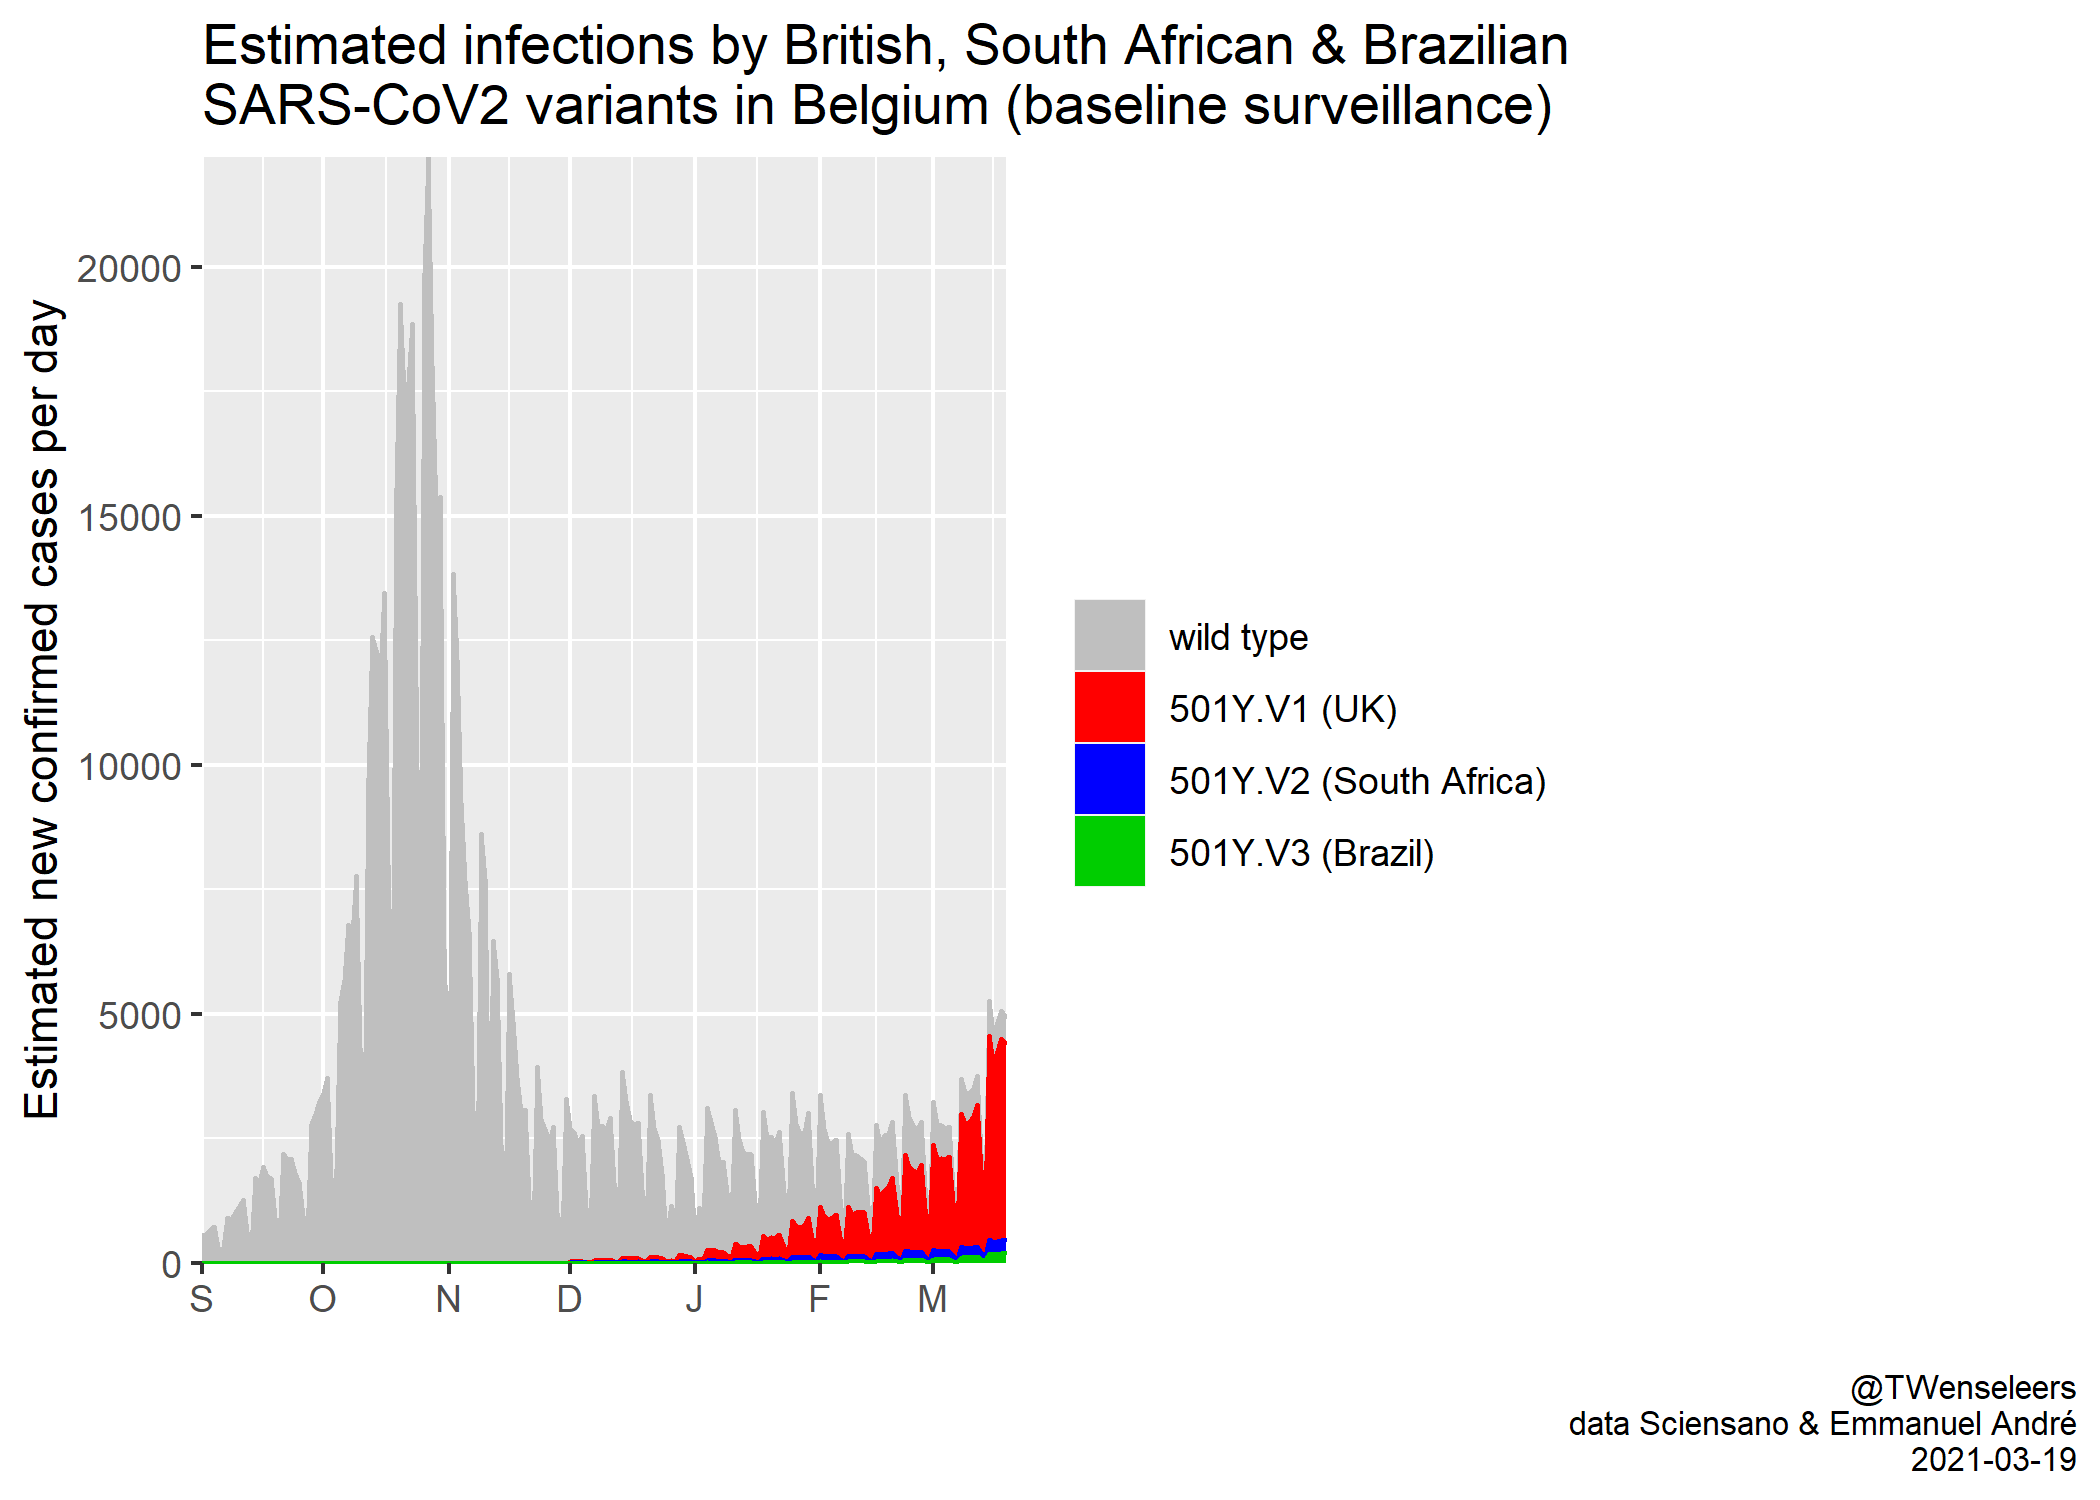 Estimated infections by British, South African & Brazilian
SARS-CoV2 variants in Belgium (baseline surveillance)
Estimated new confirmed cases per day
20000
15000
10000
5000
0
S O N D J F M
wild type
501Y.V1 (UK)
501Y.V2 (South Africa)
501Y.V3 (Brazil)
@TWenseleers
data Sciensano & Emmanuel André
2021-03-19